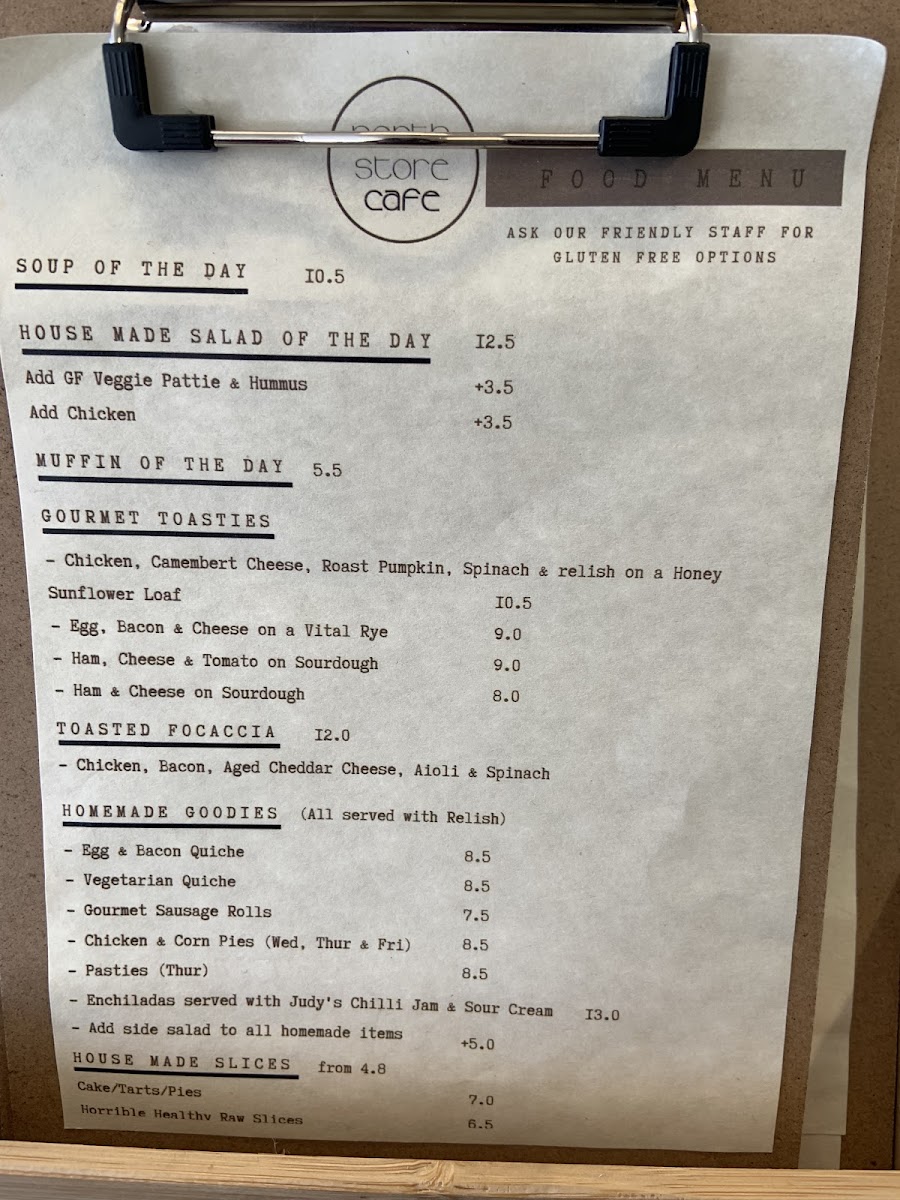 north
store
cafe
FOOD MENU
ASK OUR FRIENDLY STAFF FOR
GLUTEN FREE OPTIONS
SOUP OF THE DAY 10.5
HOUSE MADE SALAD OF THE DAY 12.5
Add GF Veggie Pattie & Hummus +3.5
Add Chicken +3.5
MUFFIN OF THE DAY 5.5
GOURMET TOASTIES
- Chicken, Camembert Cheese, Roast Pumpkin, Spinach & relish on a Honey
Sunflower Loaf 10.5
- Egg, Bacon & Cheese on a Vital Rye 9.0
- Ham, Cheese & Tomato on Sourdough 9.0
- Ham & Cheese on Sourdough 8.0
TOASTED FOCACCIA 12.0
- Chicken, Bacon, Aged Cheddar Cheese, Aioli & Spinach
HOMEMADE GOODIES (All served with Relish)
- Egg & Bacon Quiche 8.5
- Vegetarian Quiche 8.5
- Gourmet Sausage Rolls 7.5
- Chicken & Corn Pies (Wed, Thur & Fri) 8.5
- Pasties (Thur) 8.5
- Enchiladas served with Judy's Chilli Jam & Sour Cream 13.0
- Add side salad to all homemade items +5.0
HOUSE MADE SLICES from 4.8
Cake/Tarts/Pies 7.0
Horrible Healthy Raw Slices 6.5